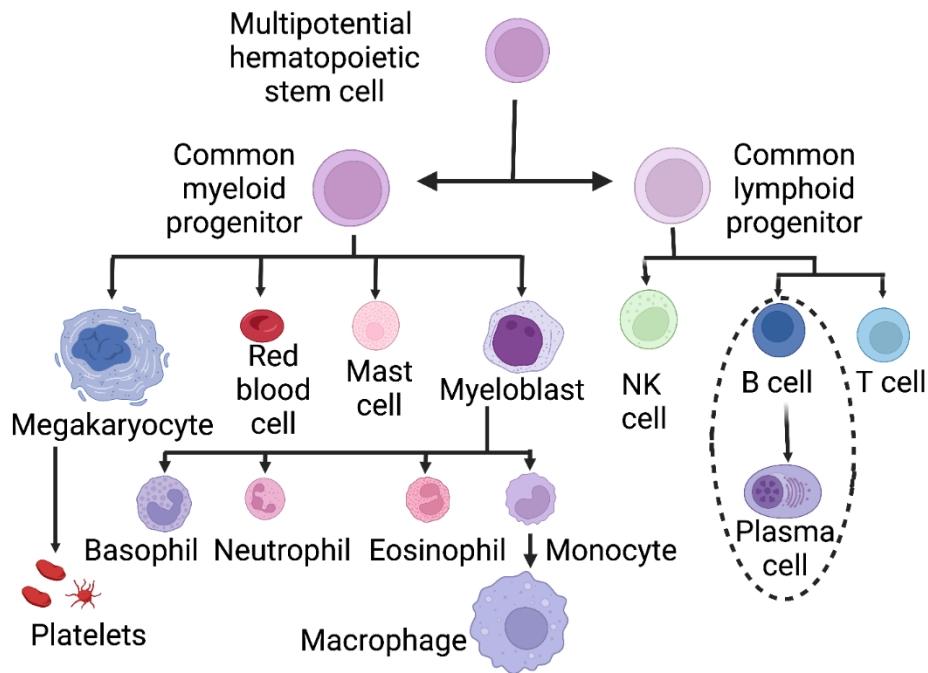 Multipotential
hematopoietic
stem cell
Common
myeloid
progenitor
Common
lymphoid
progenitor
Megakaryocyte
Red
blood
cell
Mast
cell
Myeloblast
NK
cell
B cell
T cell
Basophil
Neutrophil
Eosinophil
Monocyte
Plasma
cell
Platelets
Macrophage